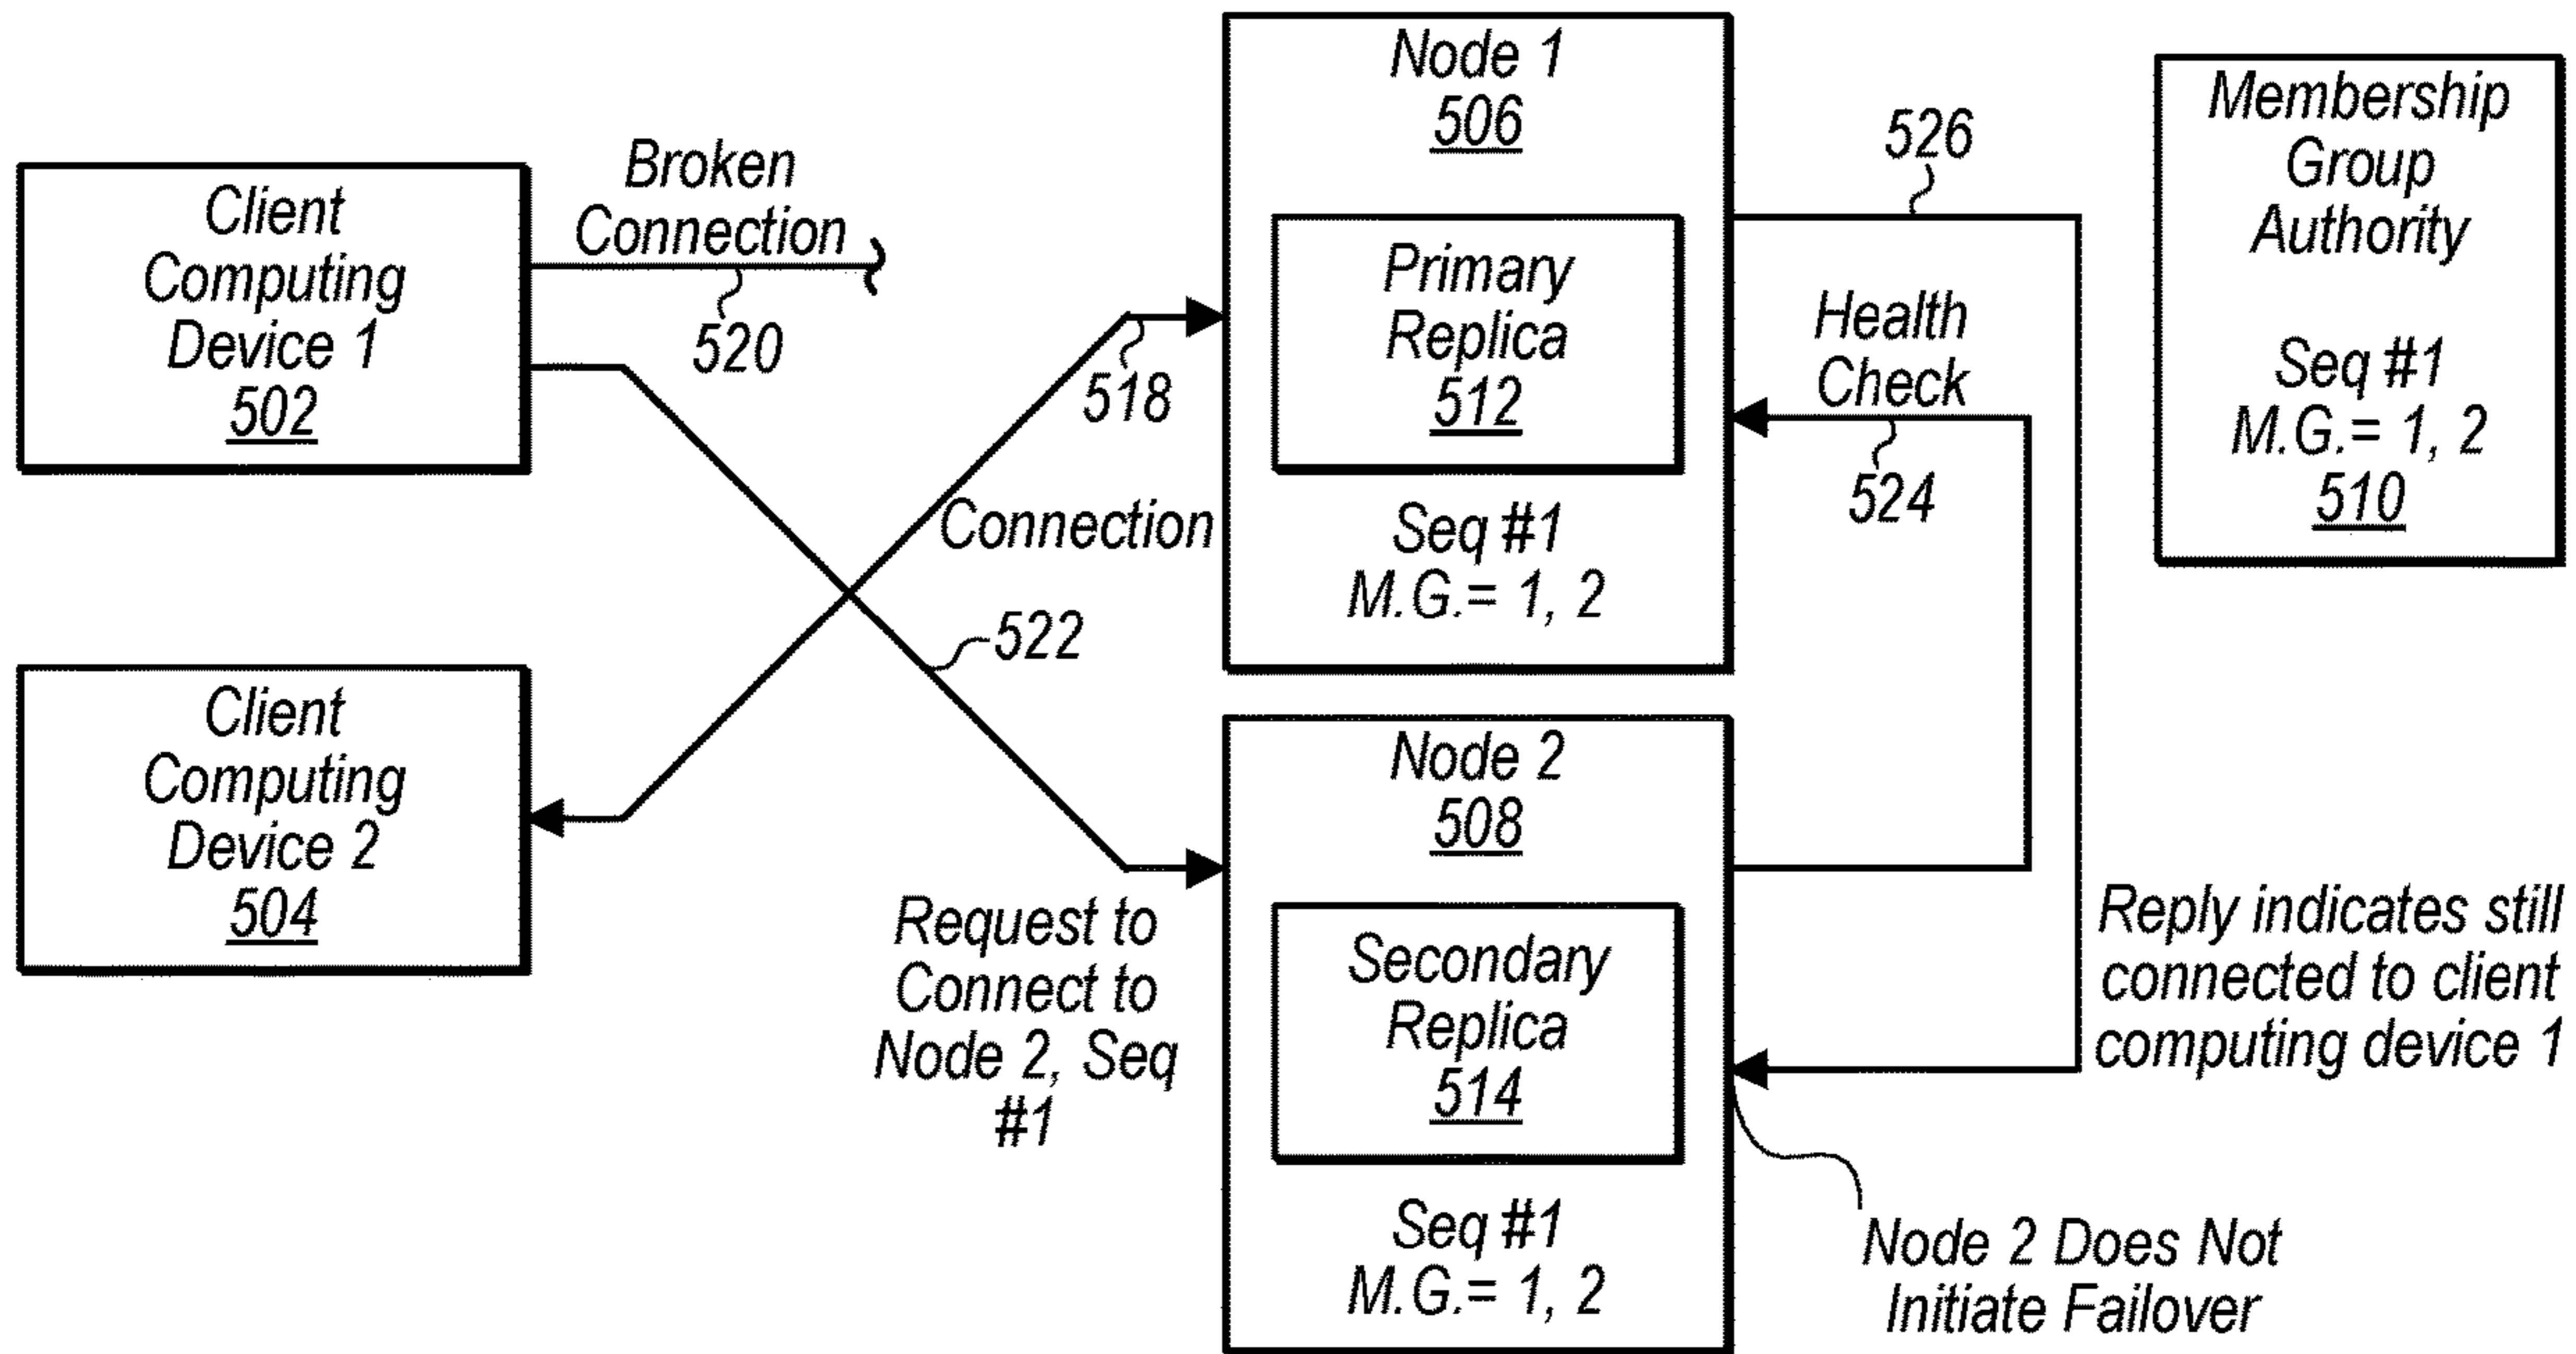 Client
Computing
Device 1
502
Broken
Connection
520
Client
Computing
Device 2
504
518
Connection
522
Request to
Connect to
Node 2, Seq
#1
Node 1
506
Primary
Replica
512
Seq #1
M.G.= 1, 2
Node 2
508
Secondary
Replica
514
Seq #1
M.G.= 1, 2
526
Health
Check
524
Membership
Group
Authority
Seq #1
M.G.= 1, 2
510
Reply indicates still
connected to client
computing device 1
Node 2 Does Not
Initiate Failover